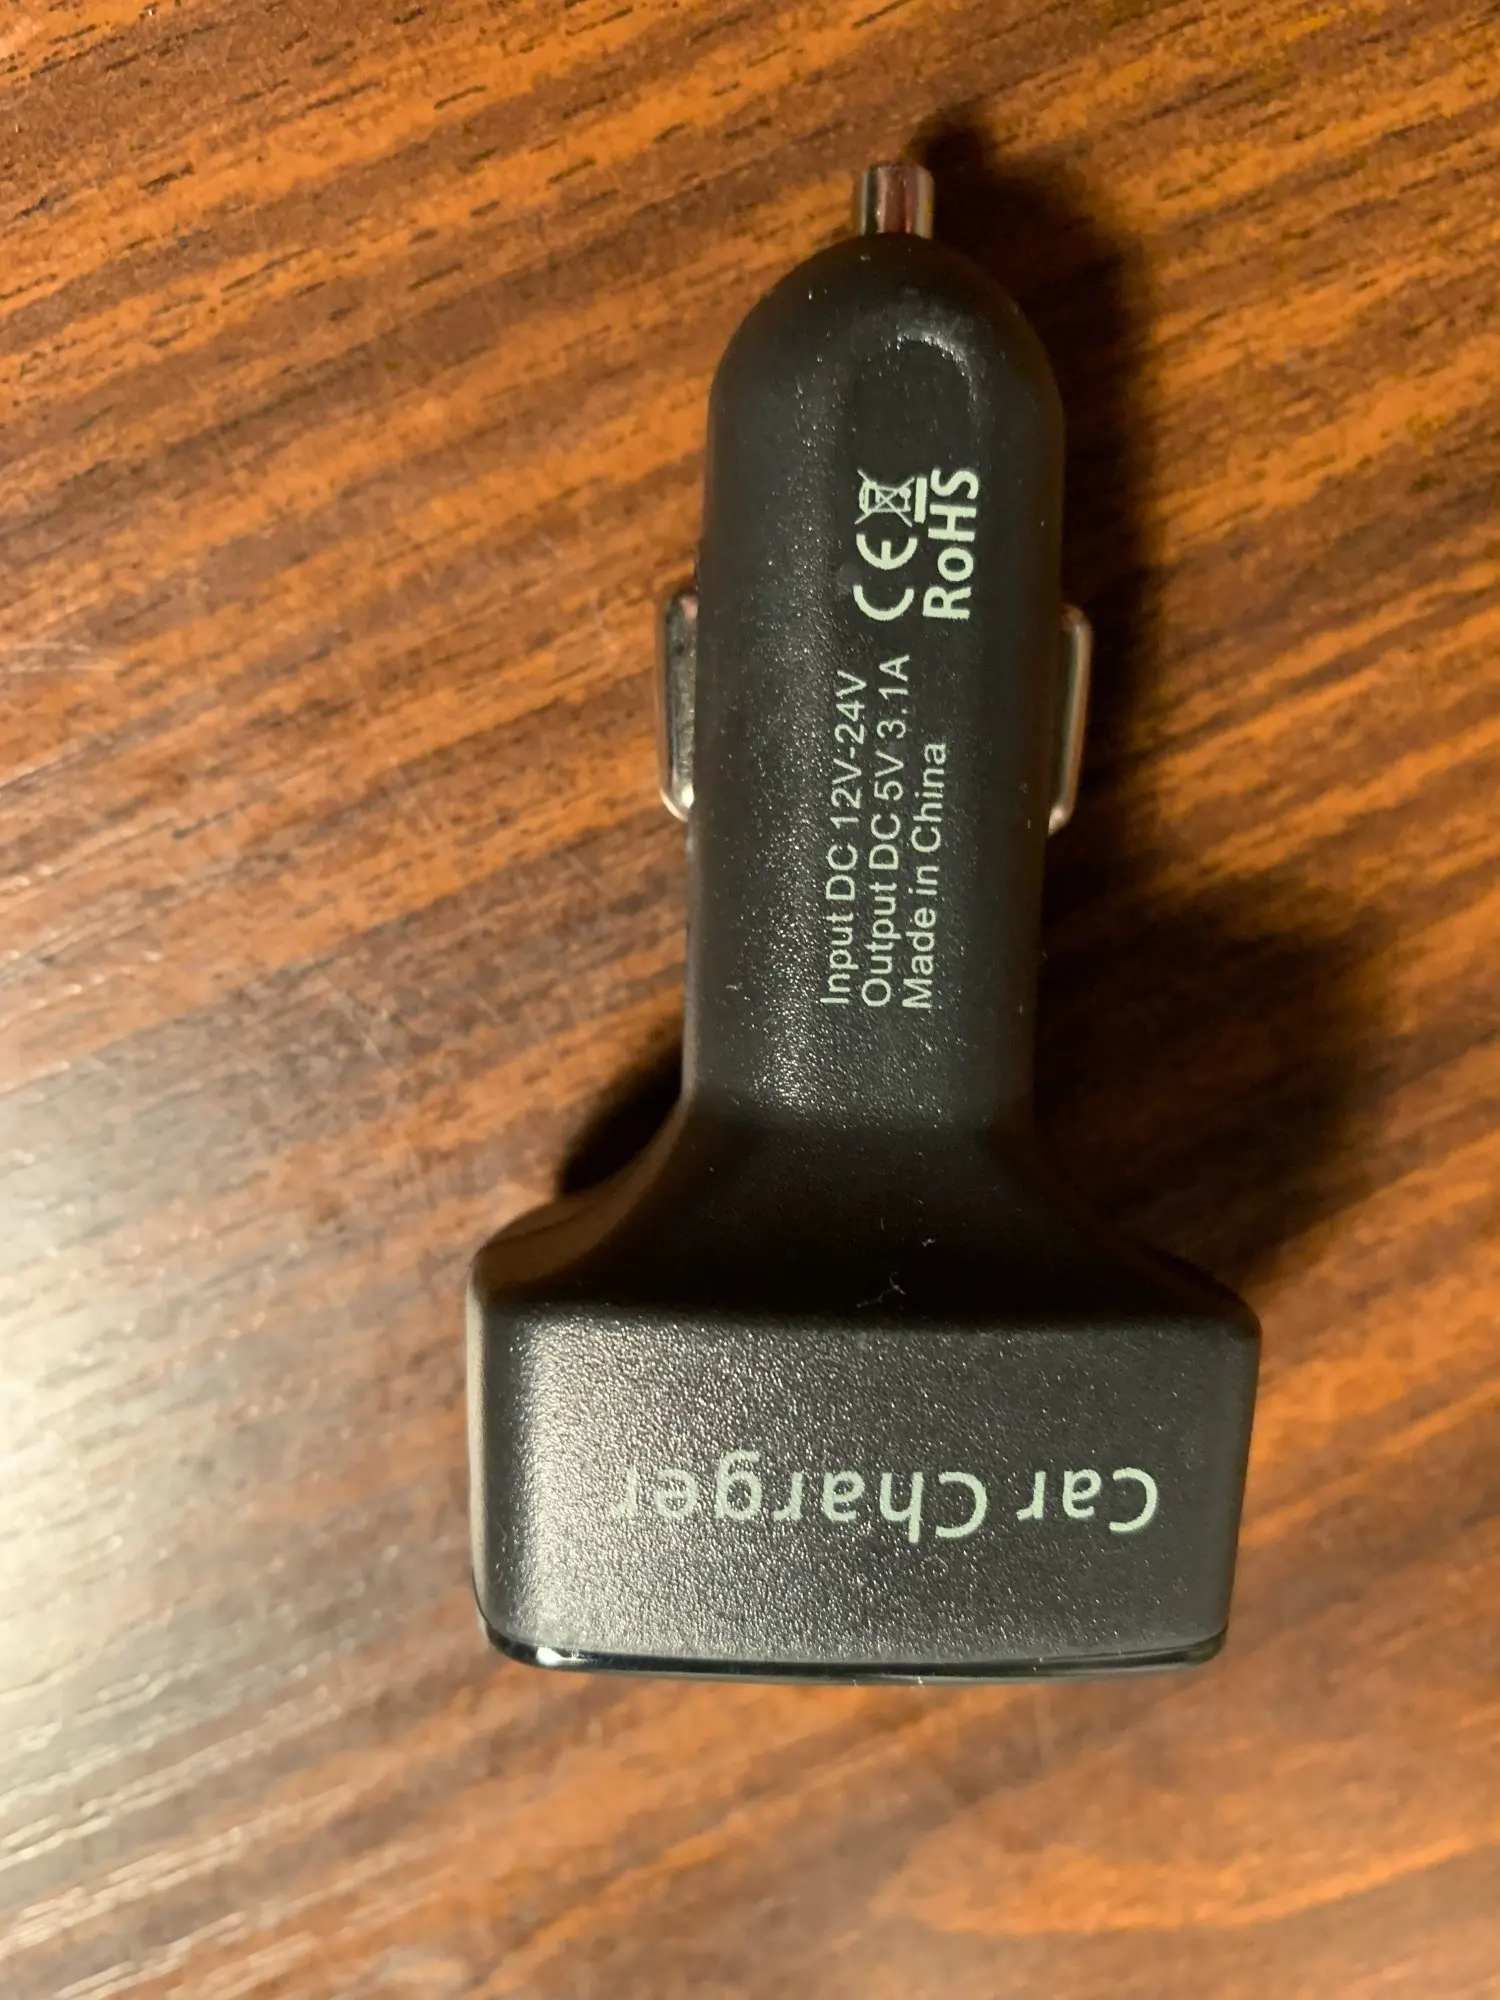 Input DC 12V-24V
Output DC 5V 3.1A
Made in China
CE
RoHS
Car Charger